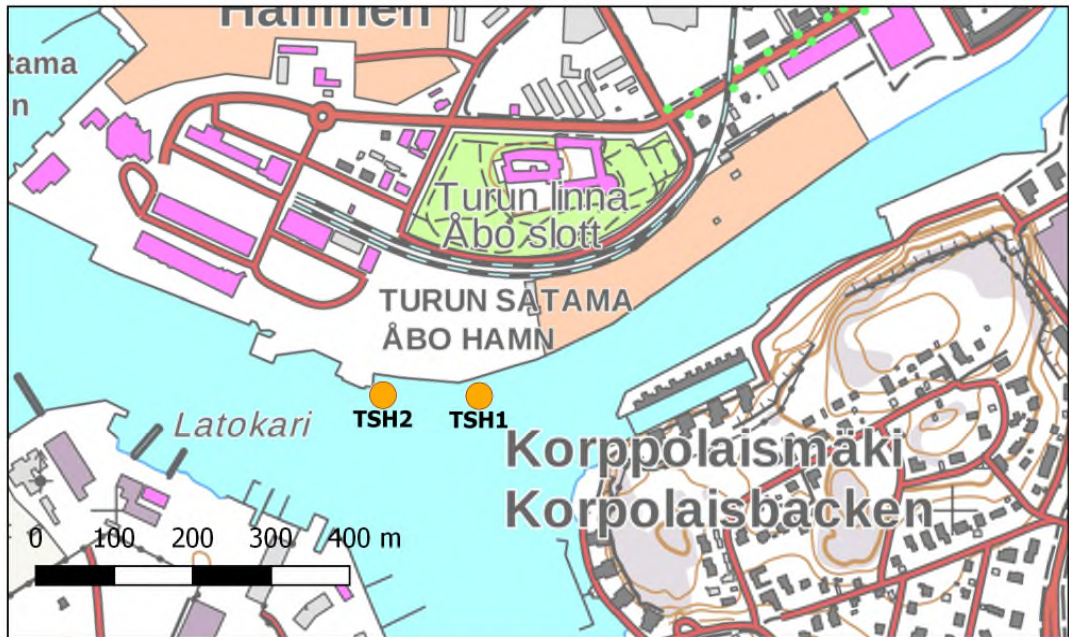 Hamnen
tama
n
Turun linna
Åbo slott
TURUN SATAMA
ÅBO HAMN
TSH2
TSH1
Latokari
Korppolaismäki
Korpolaisbacken
0 100 200 300 400 m